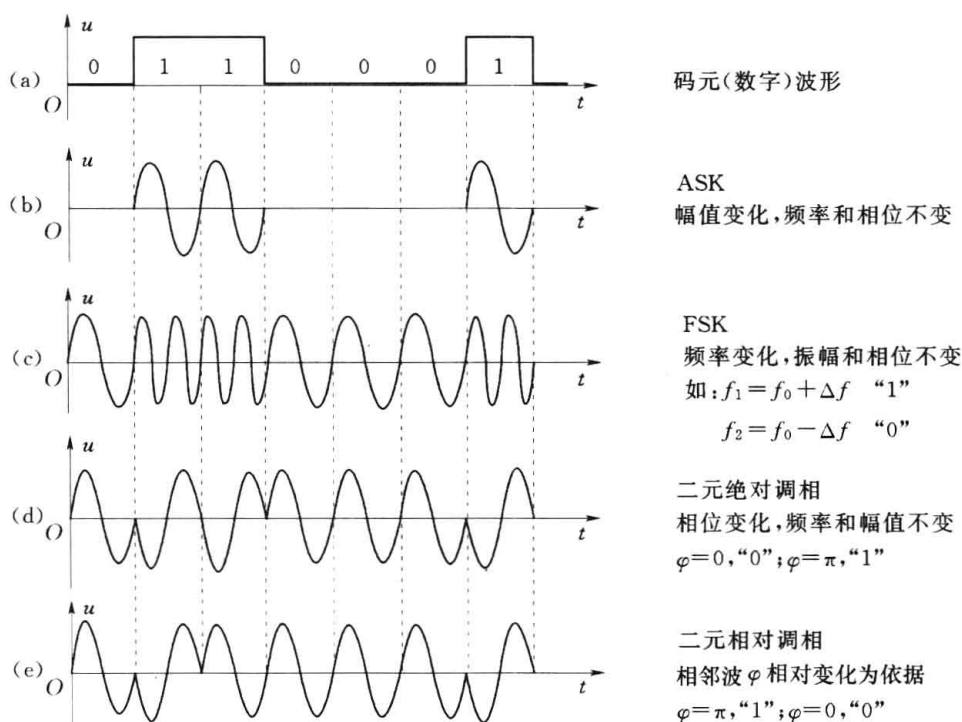 u
0 1 1 0 0 0 1
(a)
O
t
码元(数字)波形
u
(b)
O
t
ASK
幅值变化,频率和相位不变
u
(c)
O
t
FSK
频率变化,振幅和相位不变
如:f₁=f₀+Δf “1”
f₂=f₀-Δf “0”
u
(d)
O
t
二元绝对调相
相位变化,频率和幅值不变
φ=0,“0”;φ=π,“1”
u
(e)
O
t
二元相对调相
相邻波φ相对变化为依据
φ=π,“1”;φ=0,“0”